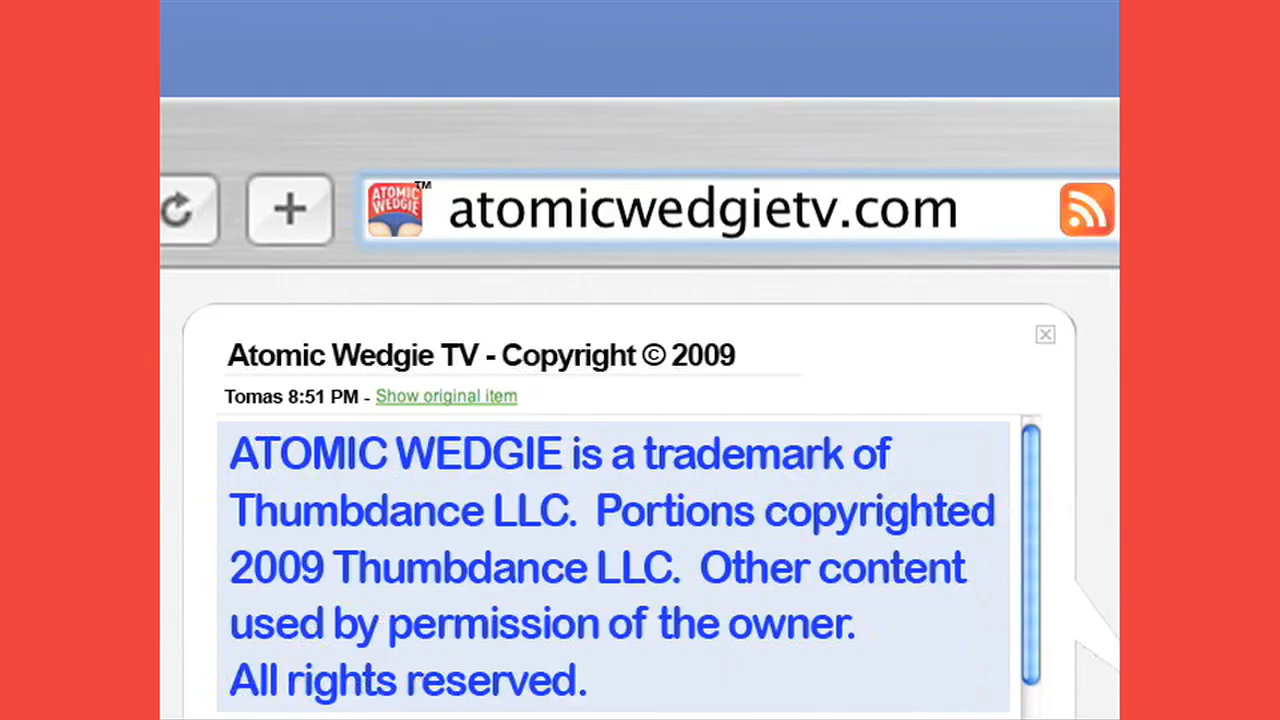 ATOMIC
WEDGIE
™
atomicwedgietv.com
Atomic Wedgie TV - Copyright © 2009
Tomas 8:51 PM - Show original item
ATOMIC WEDGIE is a trademark of
Thumbdance LLC.  Portions copyrighted
2009 Thumbdance LLC.  Other content
used by permission of the owner.
All rights reserved.